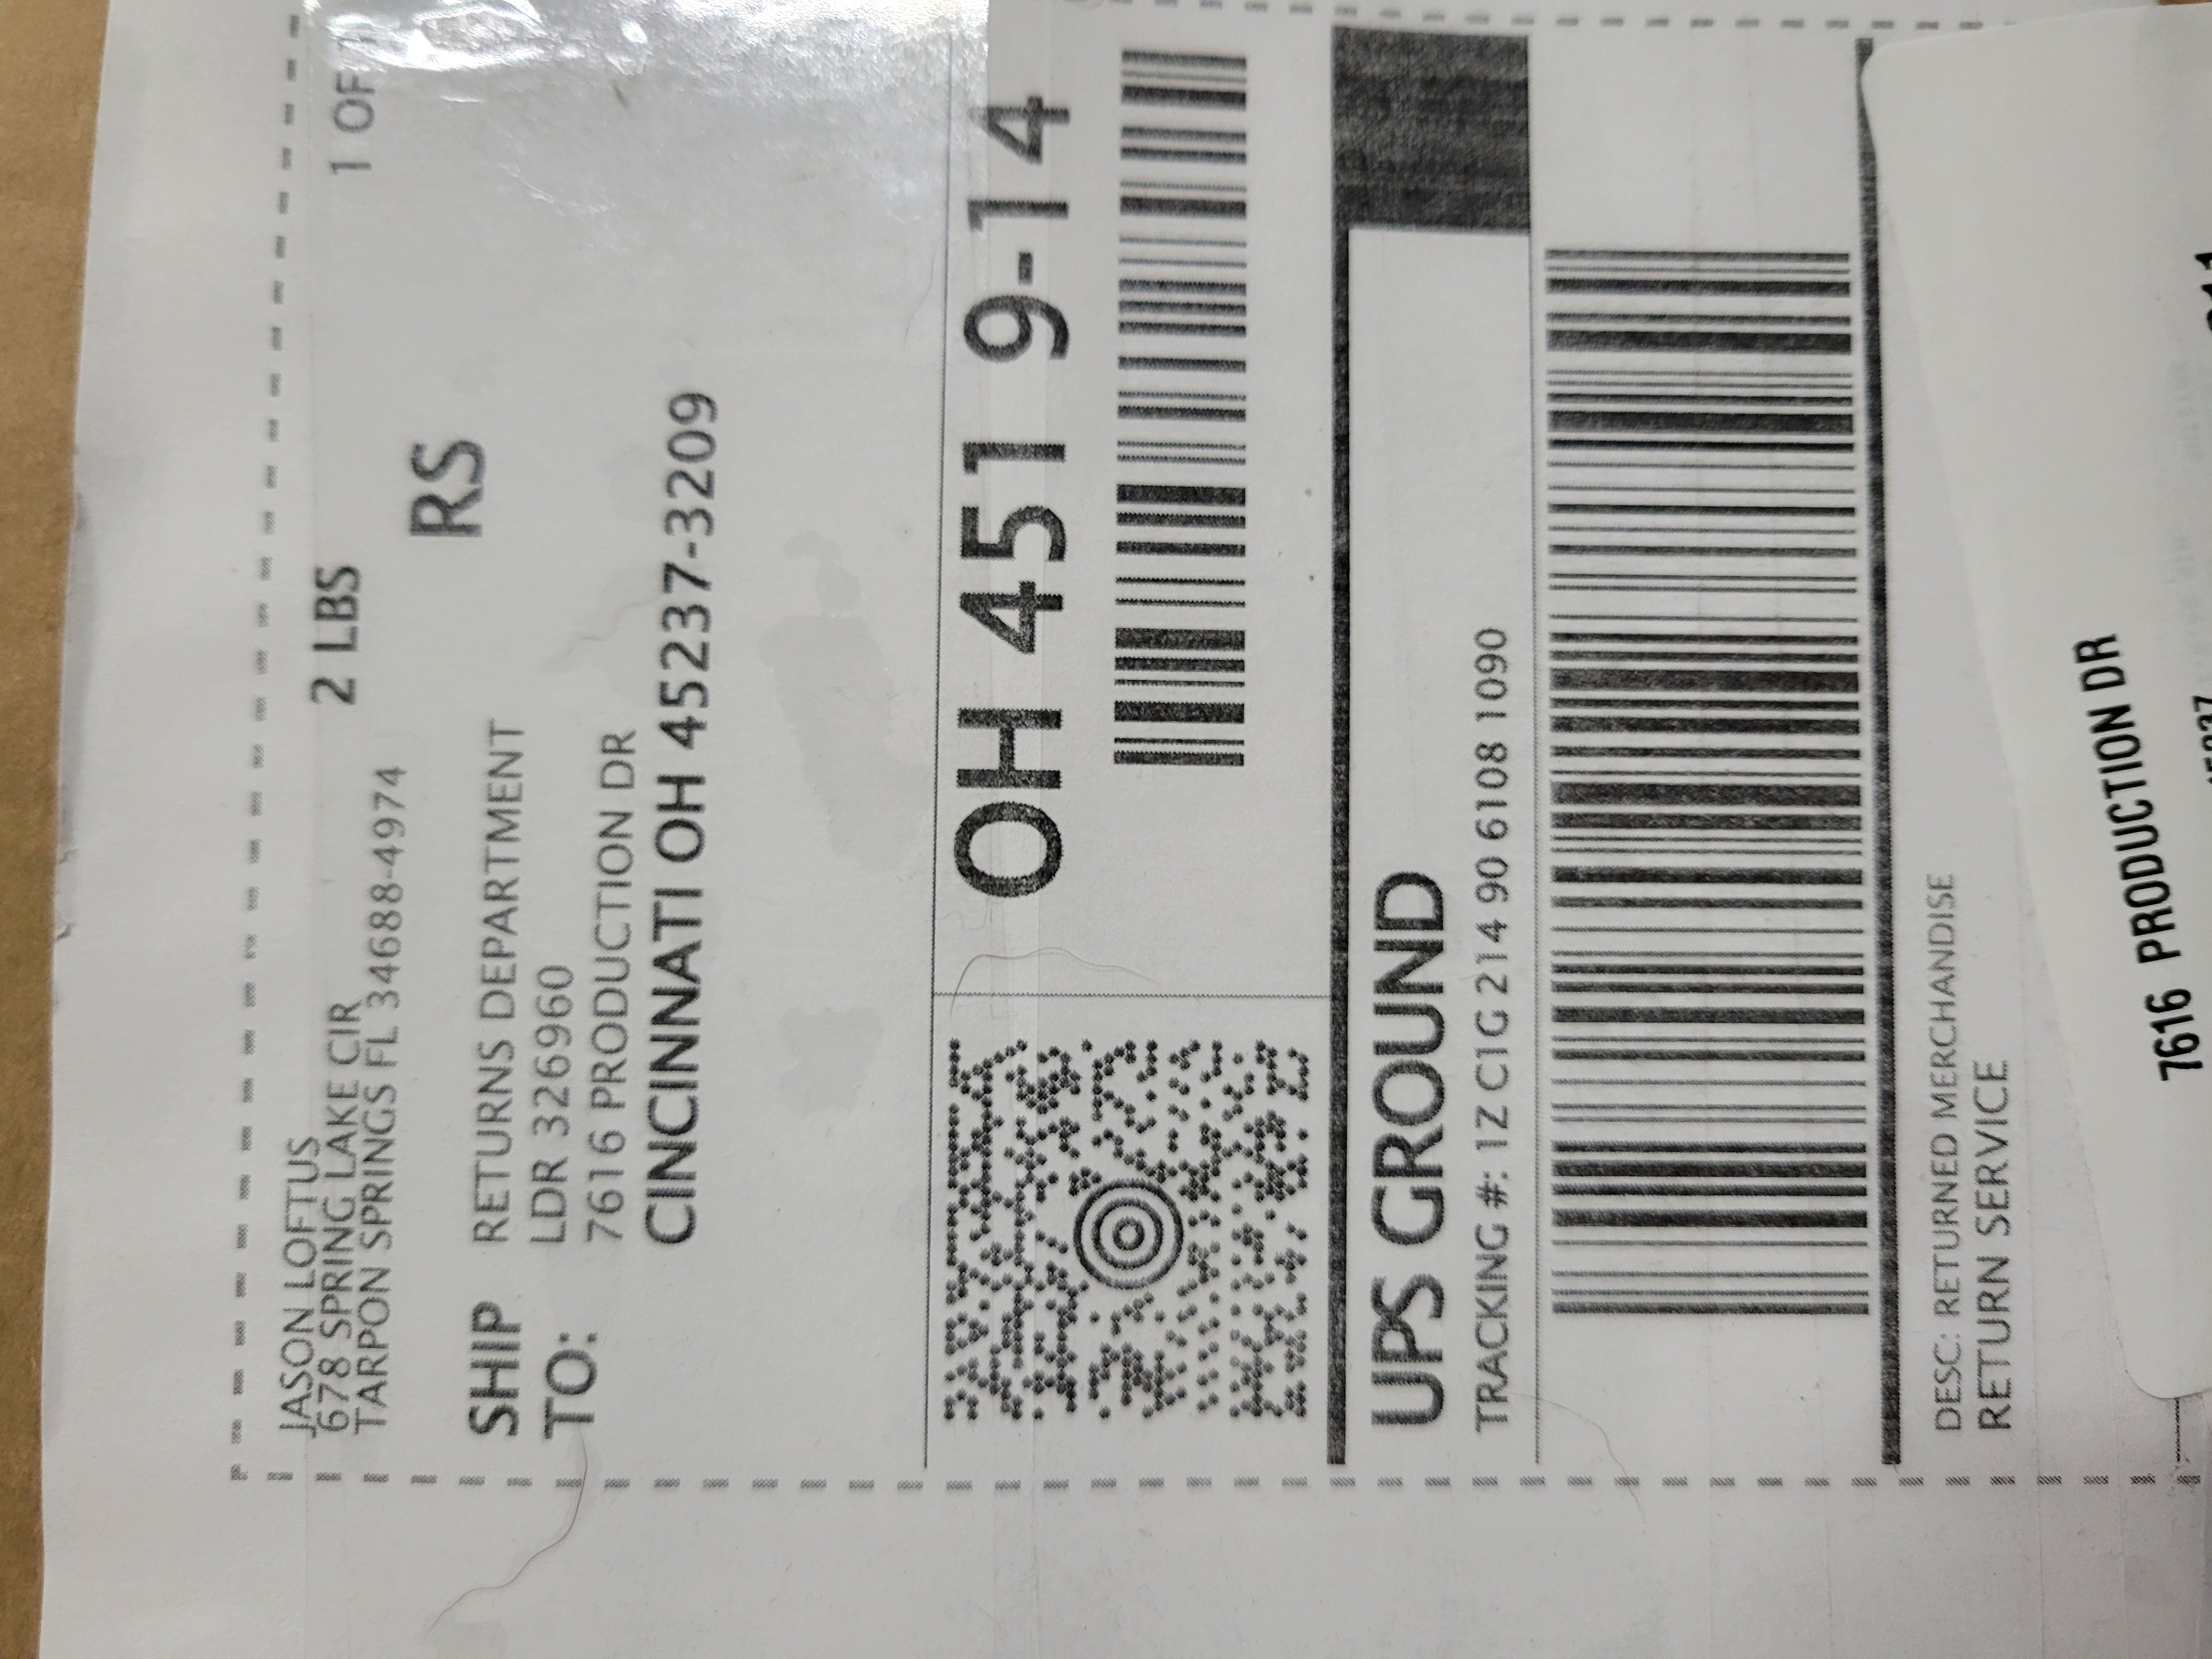 JASON LOFTUS
678 SPRING LAKE CIR
TARPON SPRINGS FL 34688-4974
2 LBS
1 OF
RS
SHIP
TO:
RETURNS DEPARTMENT
LDR 326960
7616 PRODUCTION DR
CINCINNATI OH 45237-3209
OH 451 9-14
UPS GROUND
TRACKING #: 1Z C1G 214 90 6108 1090
DESC: RETURNED MERCHANDISE
RETURN SERVICE
7616 PRODUCTION DR